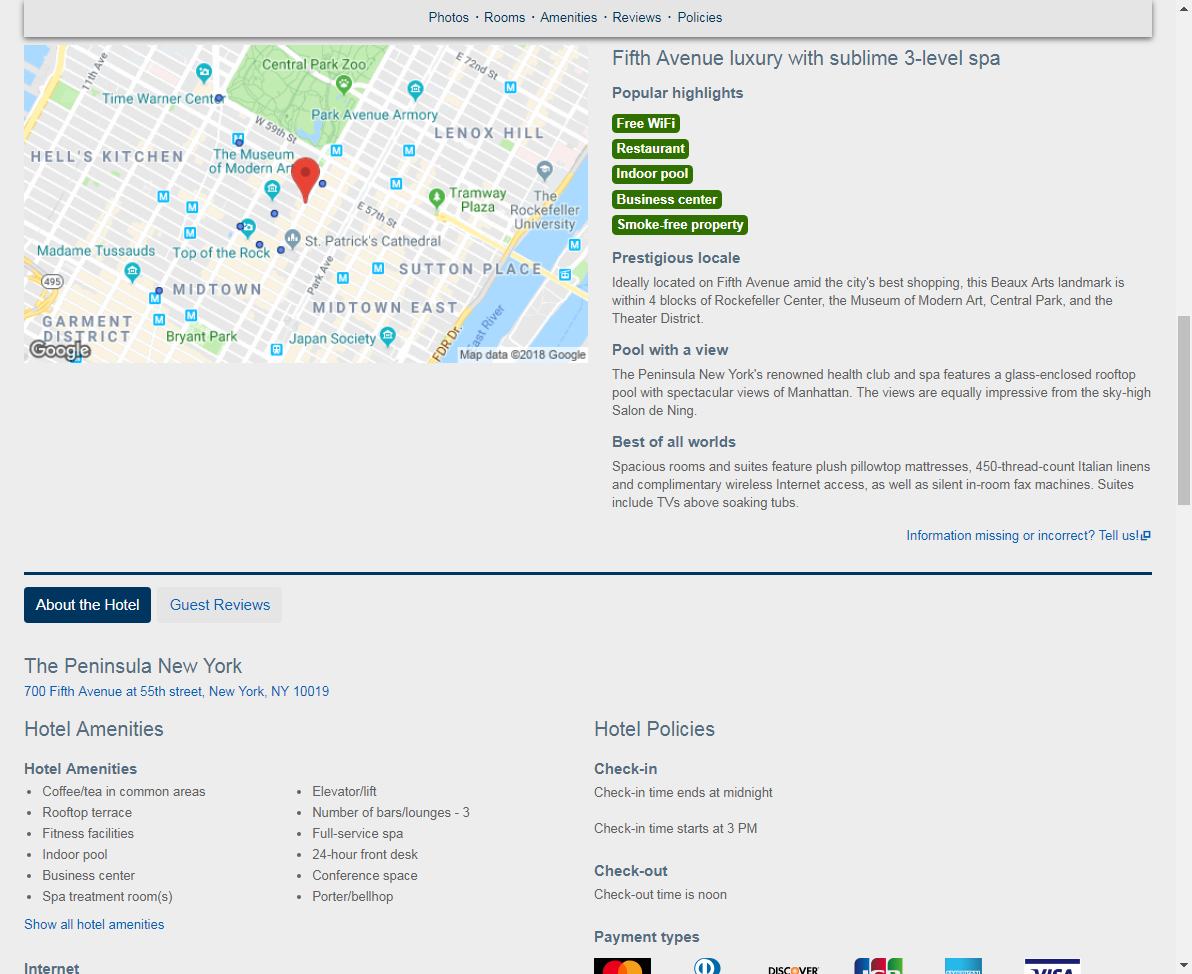 Photos · Rooms · Amenities · Reviews · Policies
11th Ave
Central Park Zoo
E 72nd St
Time Warner Center
Park Avenue Armory
W 59th St
LENOX HILL
HELL'S KITCHEN
The Museum
of Modern Art
Tramway
Plaza
The
Rockefeller
University
E 57th St
St. Patrick's Cathedral
Madame Tussauds
Top of the Rock
Park Ave
SUTTON PLACE
495
MIDTOWN
MIDTOWN EAST
GARMENT
DISTRICT
Bryant Park
Japan Society
FDR Dr.
East River
Google
Map data ©2018 Google
Fifth Avenue luxury with sublime 3-level spa
Popular highlights
Free WiFi
Restaurant
Indoor pool
Business center
Smoke-free property
Prestigious locale
Ideally located on Fifth Avenue amid the city's best shopping, this Beaux Arts landmark is
within 4 blocks of Rockefeller Center, the Museum of Modern Art, Central Park, and the
Theater District.
Pool with a view
The Peninsula New York's renowned health club and spa features a glass-enclosed rooftop
pool with spectacular views of Manhattan. The views are equally impressive from the sky-high
Salon de Ning.
Best of all worlds
Spacious rooms and suites feature plush pillowtop mattresses, 450-thread-count Italian linens
and complimentary wireless Internet access, as well as silent in-room fax machines. Suites
include TVs above soaking tubs.
Information missing or incorrect? Tell us!
About the Hotel
Guest Reviews
The Peninsula New York
700 Fifth Avenue at 55th street, New York, NY 10019
Hotel Amenities
Hotel Amenities
• Coffee/tea in common areas
• Rooftop terrace
• Fitness facilities
• Indoor pool
• Business center
• Spa treatment room(s)
• Elevator/lift
• Number of bars/lounges - 3
• Full-service spa
• 24-hour front desk
• Conference space
• Porter/bellhop
Show all hotel amenities
Internet
Hotel Policies
Check-in
Check-in time ends at midnight
Check-in time starts at 3 PM
Check-out
Check-out time is noon
Payment types
DISCOVER
JCB
VISA